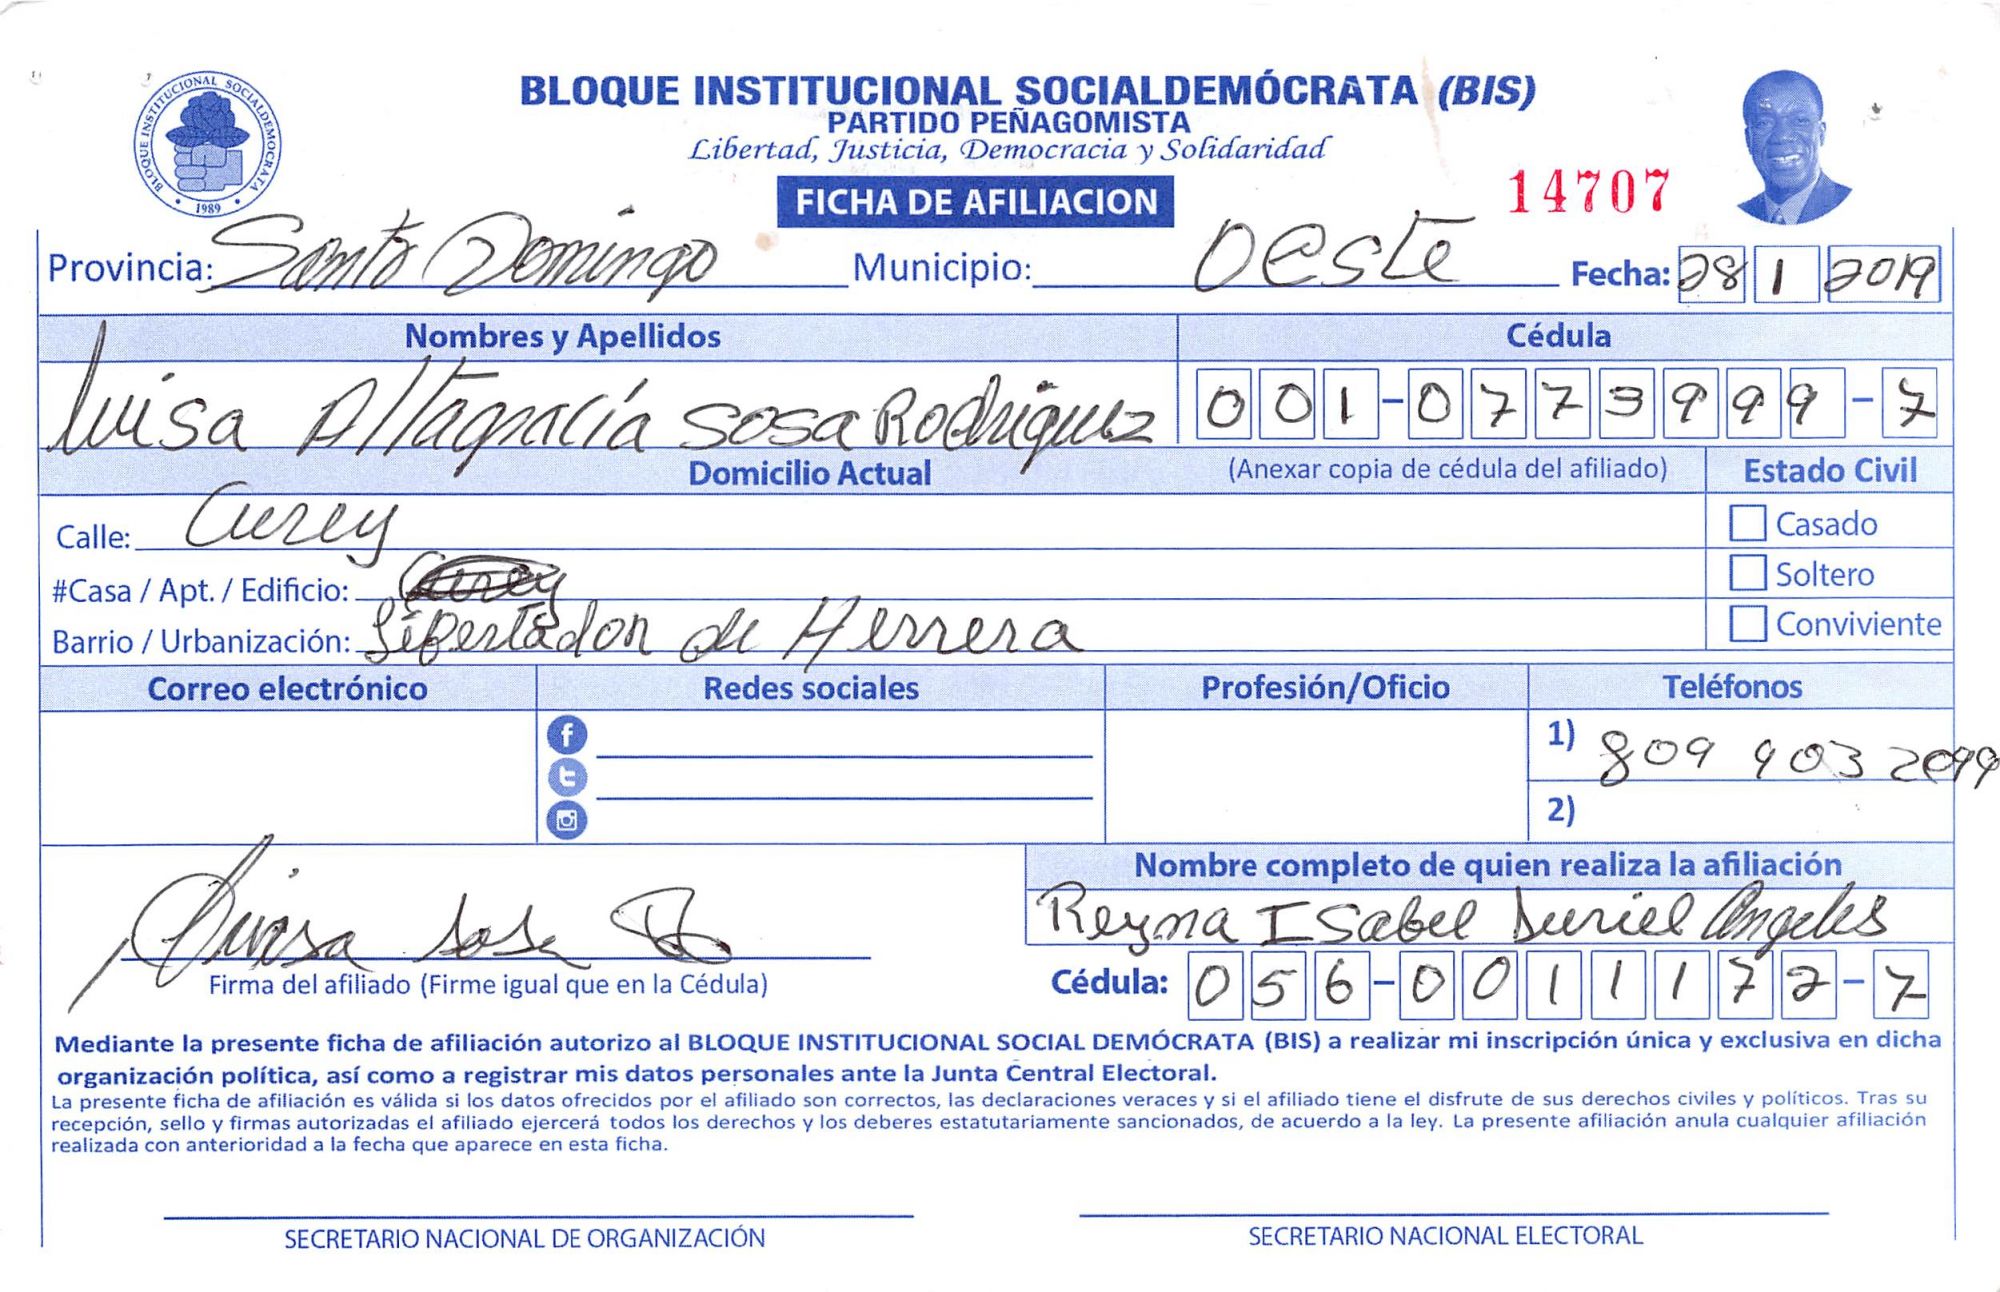 BLOQUE INSTITUCIONAL SOCIALDEMÓCRATA (BIS)
PARTIDO PEÑAGOMISTA
Libertad, Justicia, Democracia y Solidaridad
BLOQUE INSTITUCIONAL SOCIALDEMOCRATA
1989
FICHA DE AFILIACION
14707
Provincia: Santo Domingo Municipio: Oeste Fecha: 28 1 2019
Nombres y Apellidos Cédula
Luisa Altagracia Sosa Rodriguez 001-0773999-7
Domicilio Actual (Anexar copia de cédula del afiliado) Estado Civil
Calle: Curey Casado
#Casa / Apt. / Edificio: Soltero
Barrio / Urbanización: Libertador de Herrera Conviviente
Correo electrónico Redes sociales Profesión/Oficio Teléfonos
1) 809 903 2099
2)
Nombre completo de quien realiza la afiliación
Reyna Isabel Duriel Angeles
Luisa Sosa
Firma del afiliado (Firme igual que en la Cédula) Cédula: 056-0011172-7
Mediante la presente ficha de afiliación autorizo al BLOQUE INSTITUCIONAL SOCIAL DEMÓCRATA (BIS) a realizar mi inscripción única y exclusiva en dicha
organización política, así como a registrar mis datos personales ante la Junta Central Electoral.
La presente ficha de afiliación es válida si los datos ofrecidos por el afiliado son correctos, las declaraciones veraces y si el afiliado tiene el disfrute de sus derechos civiles y políticos. Tras su
recepción, sello y firmas autorizadas el afiliado ejercerá todos los derechos y los deberes estatutariamente sancionados, de acuerdo a la ley. La presente afiliación anula cualquier afiliación
realizada con anterioridad a la fecha que aparece en esta ficha.
SECRETARIO NACIONAL DE ORGANIZACIÓN SECRETARIO NACIONAL ELECTORAL